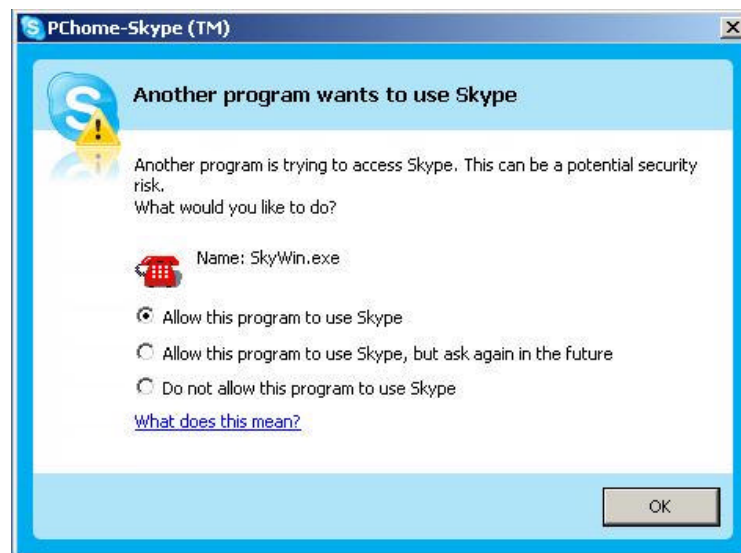 PChome-Skype (TM)
Another program wants to use Skype
Another program is trying to access Skype. This can be a potential security
risk.
What would you like to do?
Name: SkyWin.exe
Allow this program to use Skype
Allow this program to use Skype, but ask again in the future
Do not allow this program to use Skype
What does this mean?
OK